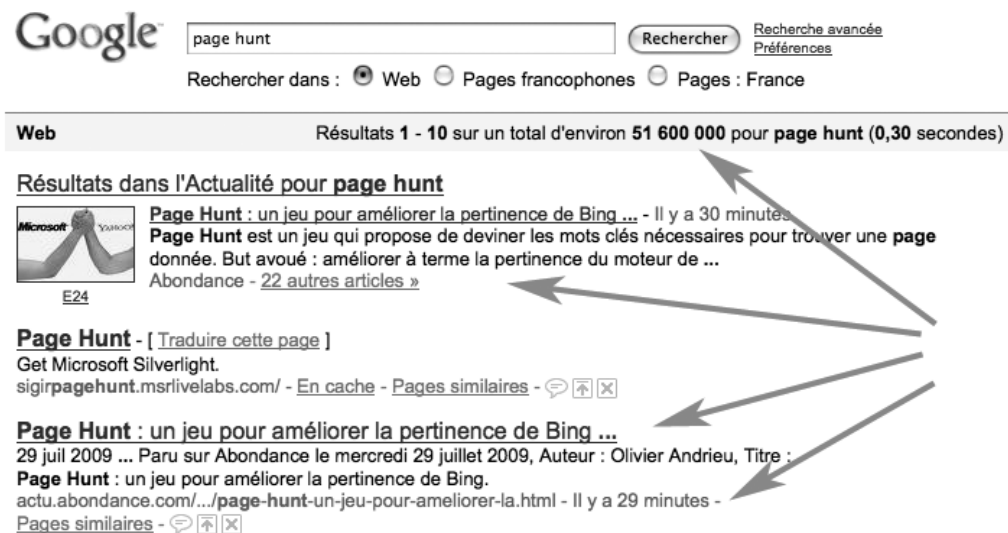 Google
page hunt
Rechercher
Recherche avancée
Préférences
Rechercher dans : Web Pages francophones Pages : France
Web Résultats 1 - 10 sur un total d'environ 51 600 000 pour page hunt (0,30 secondes)
Résultats dans l'Actualité pour page hunt
Microsoft YAHOO!
E24
Page Hunt : un jeu pour améliorer la pertinence de Bing ... - Il y a 30 minutes
Page Hunt est un jeu qui propose de deviner les mots clés nécessaires pour trouver une page
donnée. But avoué : améliorer à terme la pertinence du moteur de ...
Abondance - 22 autres articles »
Page Hunt - [ Traduire cette page ]
Get Microsoft Silverlight.
sigirpagehunt.msrlivelabs.com/ - En cache - Pages similaires -
Page Hunt : un jeu pour améliorer la pertinence de Bing ...
29 juil 2009 ... Paru sur Abondance le mercredi 29 juillet 2009, Auteur : Olivier Andrieu, Titre :
Page Hunt : un jeu pour améliorer la pertinence de Bing.
actu.abondance.com/.../page-hunt-un-jeu-pour-ameliorer-la.html - Il y a 29 minutes -
Pages similaires -